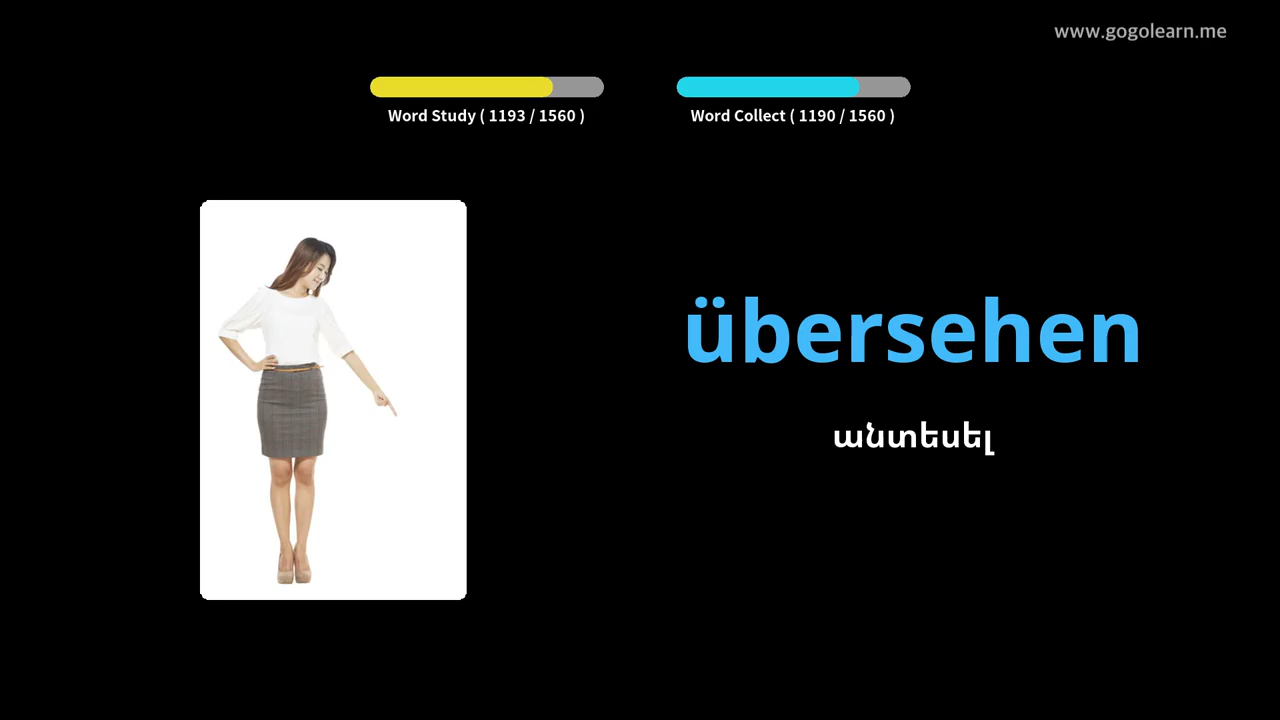 www.gogolearn.me
Word Study ( 1193 / 1560 )
Word Collect ( 1190 / 1560 )
übersehen
անտեսել